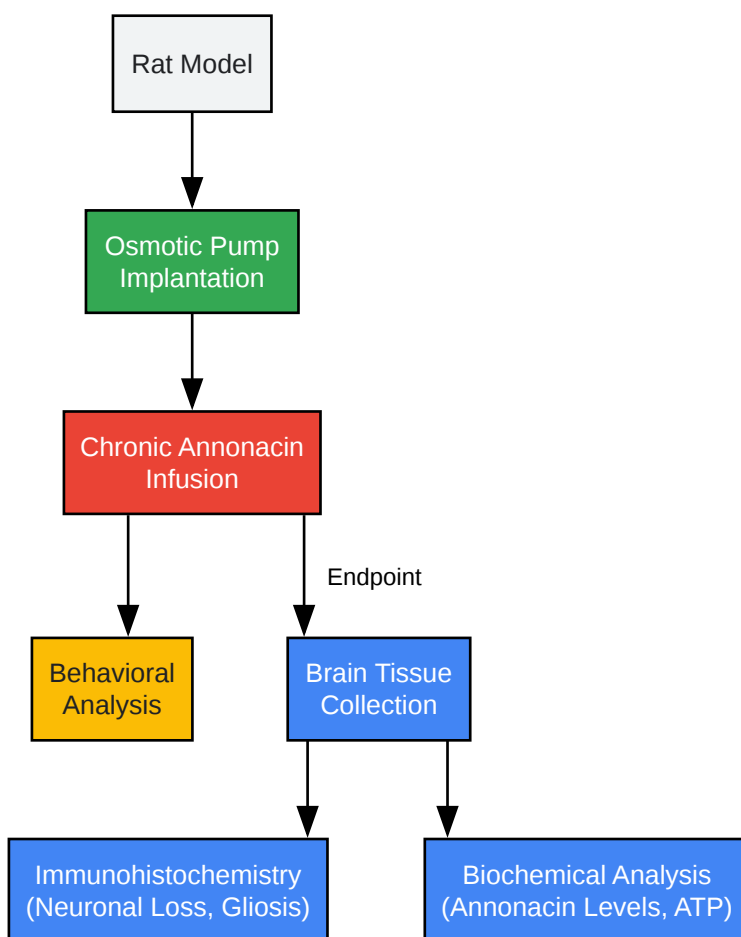 Rat Model
Osmotic Pump
Implantation
Chronic Annonacin
Infusion
Endpoint
Behavioral
Analysis
Brain Tissue
Collection
Immunohistochemistry
(Neuronal Loss, Gliosis)
Biochemical Analysis
(Annonacin Levels, ATP)